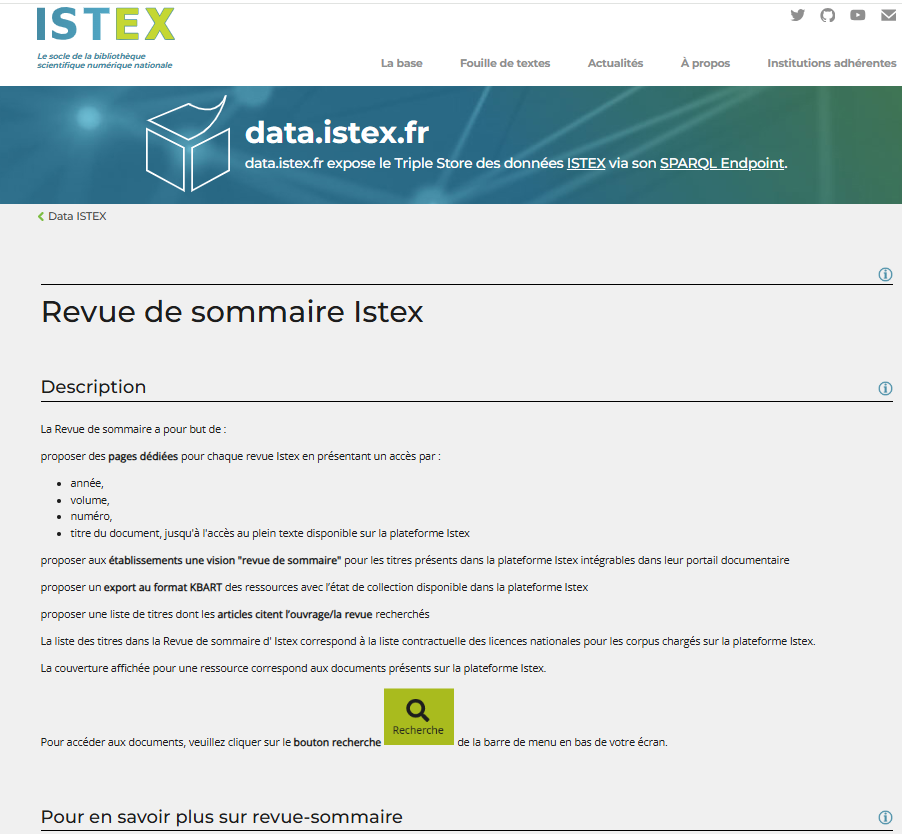 ISTEX
Le socle de la bibliothèque
scientifique numérique nationale
La base
Fouille de textes
Actualités
À propos
Institutions adhérentes
data.istex.fr
data.istex.fr expose le Triple Store des données ISTEX via son SPARQL Endpoint.
Data ISTEX
Revue de sommaire Istex
Description
La Revue de sommaire a pour but de :
proposer des pages dédiées pour chaque revue Istex en présentant un accès par :
• année,
• volume,
• numéro,
• titre du document, jusqu'à l'accès au plein texte disponible sur la plateforme Istex
proposer aux établissements une vision "revue de sommaire" pour les titres présents dans la plateforme Istex intégrables dans leur portail documentaire
proposer un export au format KBART des ressources avec l'état de collection disponible dans la plateforme Istex
proposer une liste de titres dont les articles citent l'ouvrage/la revue recherchés
La liste des titres dans la Revue de sommaire d' Istex correspond à la liste contractuelle des licences nationales pour les corpus chargés sur la plateforme Istex.
La couverture affichée pour une ressource correspond aux documents présents sur la plateforme Istex.
Recherche
Pour accéder aux documents, veuillez cliquer sur le bouton recherche de la barre de menu en bas de votre écran.
Pour en savoir plus sur revue-sommaire